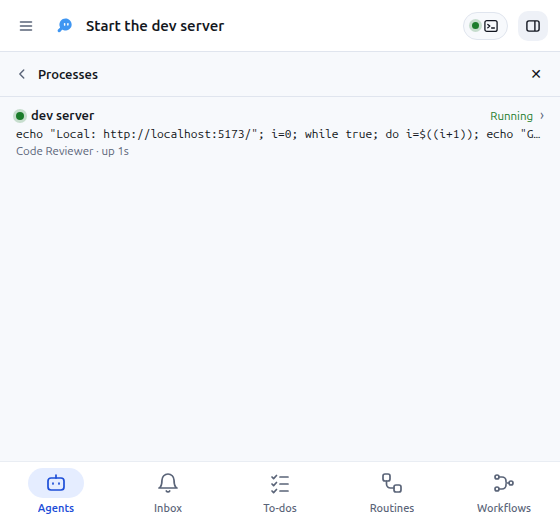 Start the dev server
Processes
dev server
Running
echo "Local: http://localhost:5173/"; i=0; while true; do i=$((i+1)); echo "G…
Code Reviewer · up 1s
Agents
Inbox
To-dos
Routines
Workflows